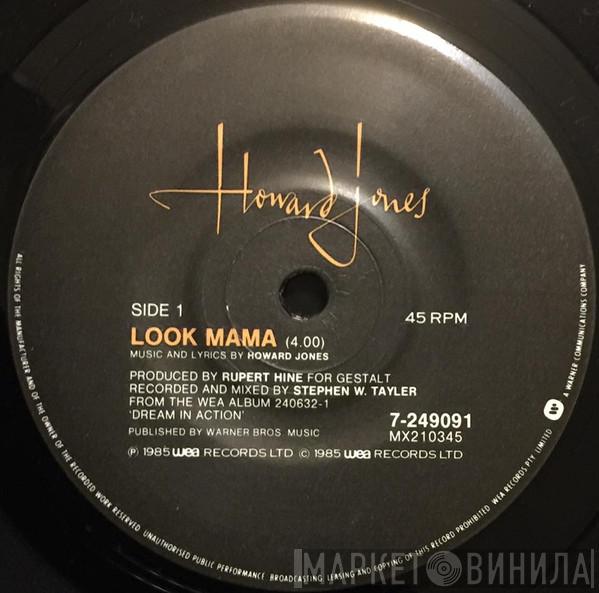 Howard Jones
SIDE 1
45 RPM
LOOK MAMA (4.00)
MUSIC AND LYRICS BY HOWARD JONES
PRODUCED BY RUPERT HINE FOR GESTALT
RECORDED AND MIXED BY STEPHEN W. TAYLER
FROM THE WEA ALBUM 240632-1
'DREAM IN ACTION'
7-249091
MX210345
PUBLISHED BY WARNER BROS MUSIC
℗ 1985 wea RECORDS LTD © 1985 wea RECORDS LTD
ALL RIGHTS OF THE MANUFACTURER AND OF THE OWNER OF THE RECORDED WORK RESERVED. UNAUTHORISED PUBLIC PERFORMANCE, BROADCASTING, LEASING AND COPYING OF THIS RECORD PROHIBITED. WEA RECORDS PTY. LIMITED
A WARNER COMMUNICATIONS COMPANY
МАРКЕТ ВИНИЛА